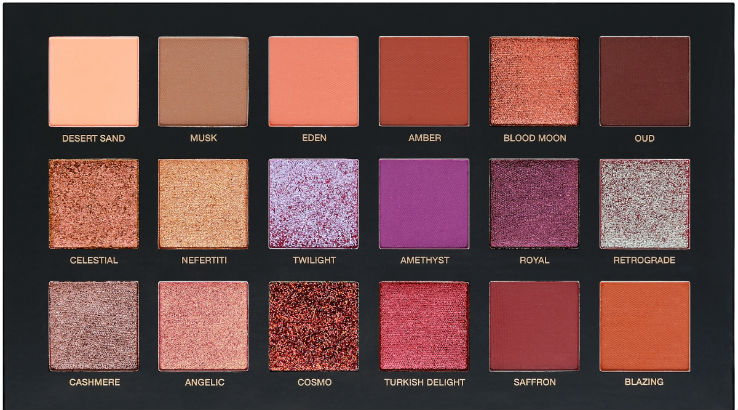 DESERT SAND MUSK EDEN AMBER BLOOD MOON OUD
CELESTIAL NEFERTITI TWILIGHT AMETHYST ROYAL RETROGRADE
CASHMERE ANGELIC COSMO TURKISH DELIGHT SAFFRON BLAZING